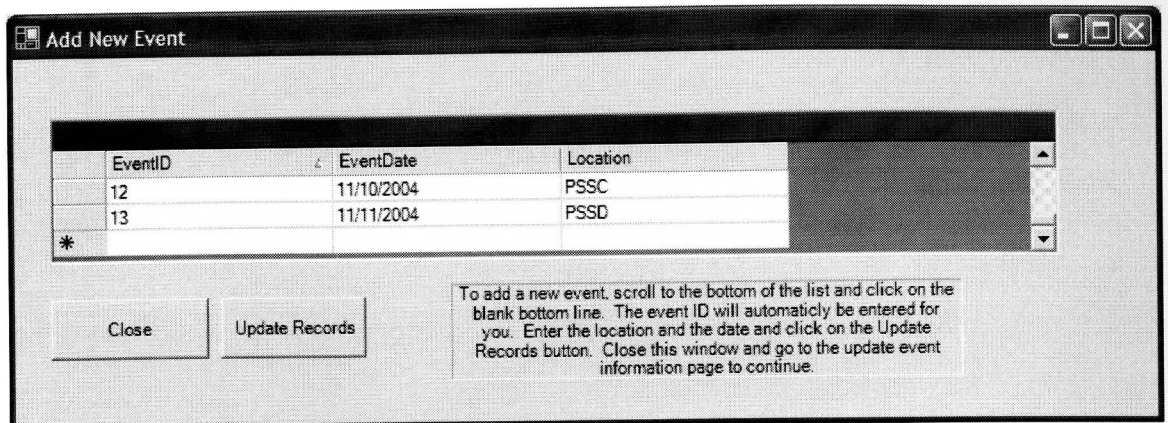 Add New Event
EventID EventDate Location
12 11/10/2004 PSSC
13 11/11/2004 PSSD
*
Close Update Records
To add a new event, scroll to the bottom of the list and click on the
blank bottom line. The event ID will automaticly be entered for
you. Enter the location and the date and click on the Update
Records button. Close this window and go to the update event
information page to continue.